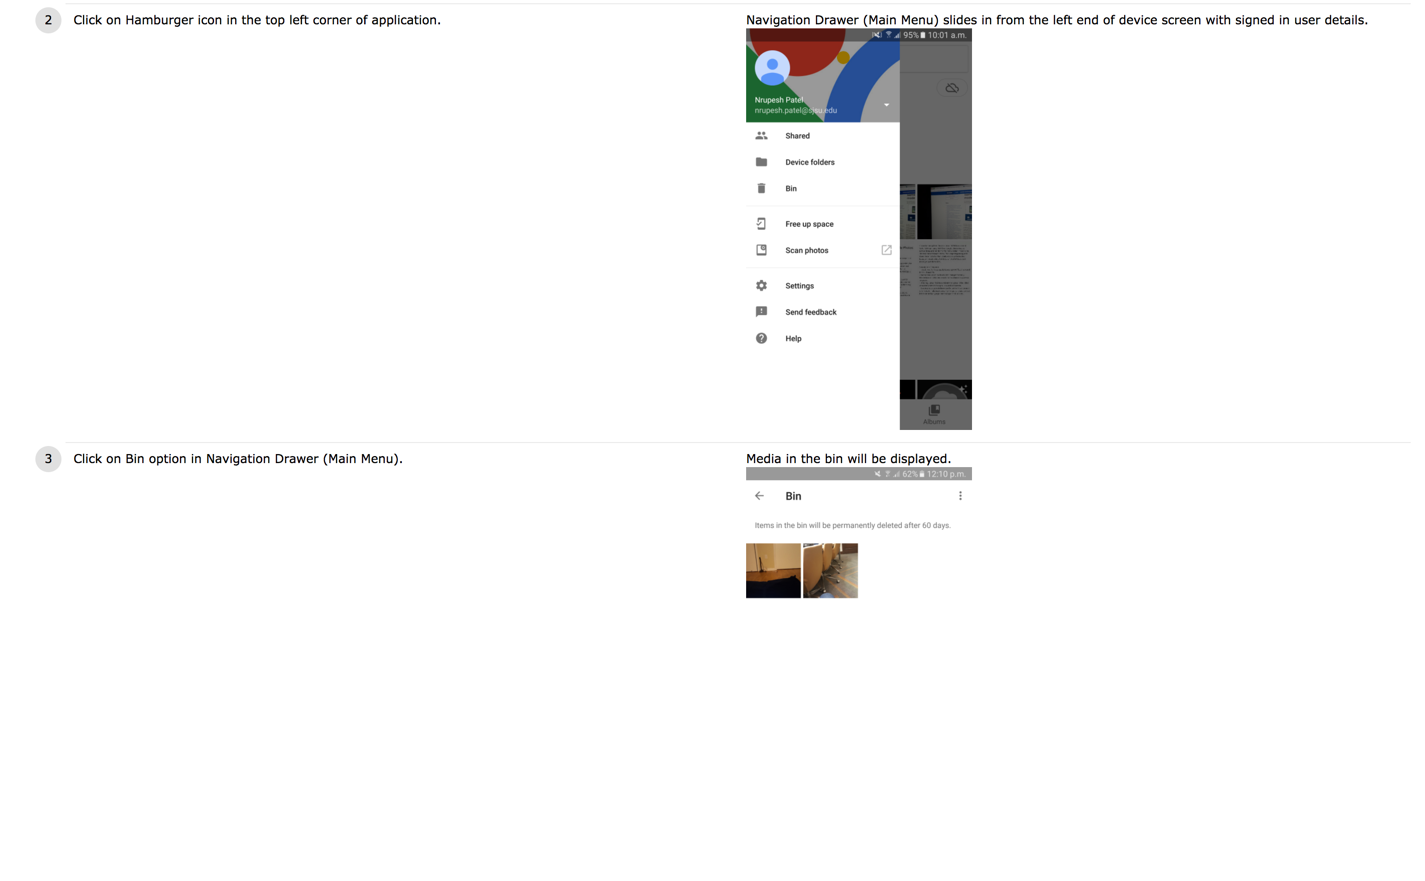 2
Click on Hamburger icon in the top left corner of application.
Navigation Drawer (Main Menu) slides in from the left end of device screen with signed in user details.
95% 10:01 a.m.
Nrupesh Patel
nrupesh.patel@sjsu.edu
Shared
Device folders
Bin
Free up space
Scan photos
Settings
Send feedback
Help
Albums
3
Click on Bin option in Navigation Drawer (Main Menu).
Media in the bin will be displayed.
62% 12:10 p.m.
Bin
Items in the bin will be permanently deleted after 60 days.